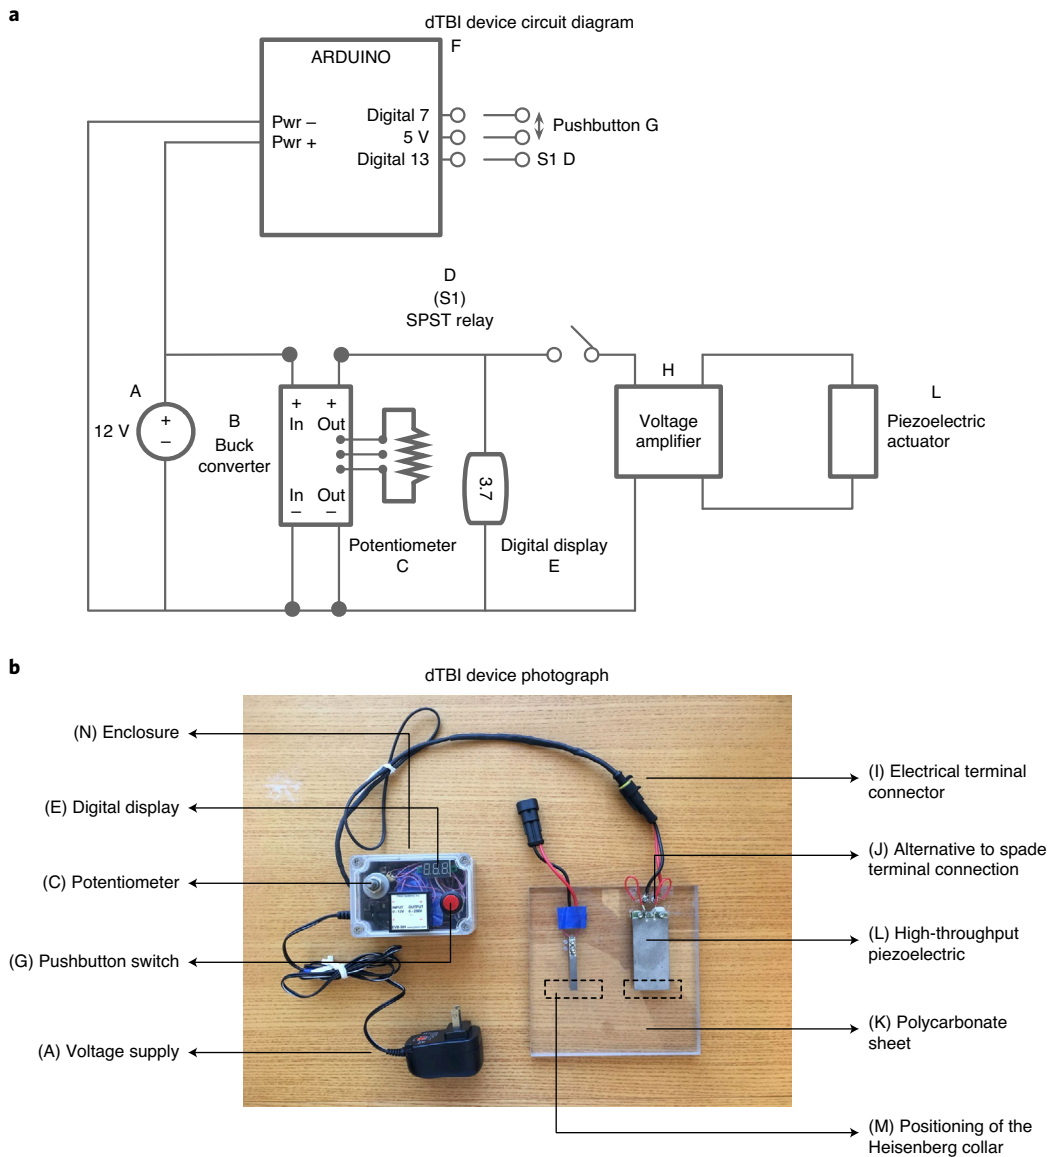 a
dTBI device circuit diagram
F
ARDUINO
Pwr –
Pwr +
Digital 7
5 V
Digital 13
Pushbutton G
S1 D
D
(S1)
SPST relay
A
12 V
+
–
B
Buck
converter
+ +
In Out
In Out
– –
Potentiometer
C
3.7
Digital display
E
H
Voltage
amplifier
L
Piezoelectric
actuator
b
dTBI device photograph
(N) Enclosure
(E) Digital display
(C) Potentiometer
(G) Pushbutton switch
(A) Voltage supply
INPUT OUTPUT
(I) Electrical terminal
connector
(J) Alternative to spade
terminal connection
(L) High-throughput
piezoelectric
(K) Polycarbonate
sheet
(M) Positioning of the
Heisenberg collar